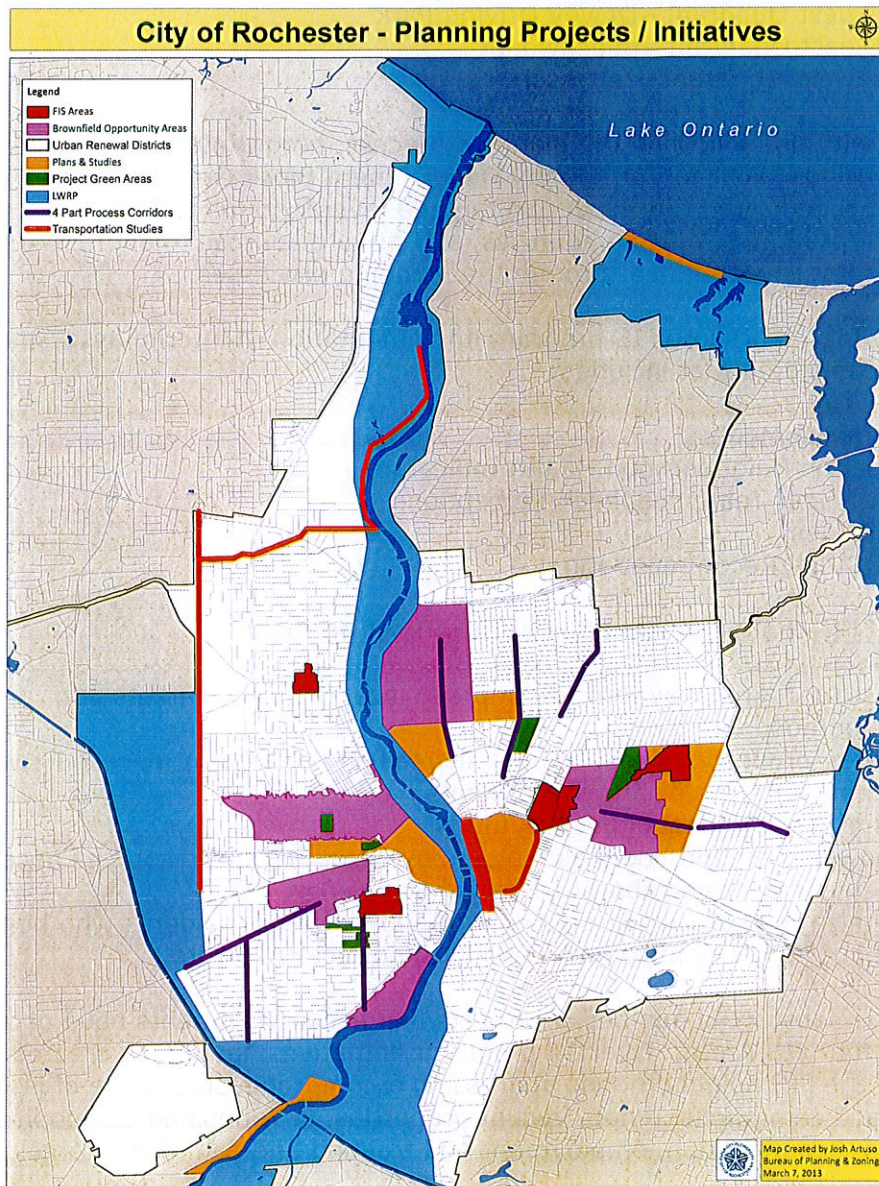 City of Rochester - Planning Projects / Initiatives
Lake Ontario
Legend
FIS Areas
Brownfield Opportunity Areas
Urban Renewal Districts
Plans & Studies
Project Green Areas
LWRP
4 Part Process Corridors
Transportation Studies
Map Created by Josh Artuso
Bureau of Planning & Zoning
March 7, 2013